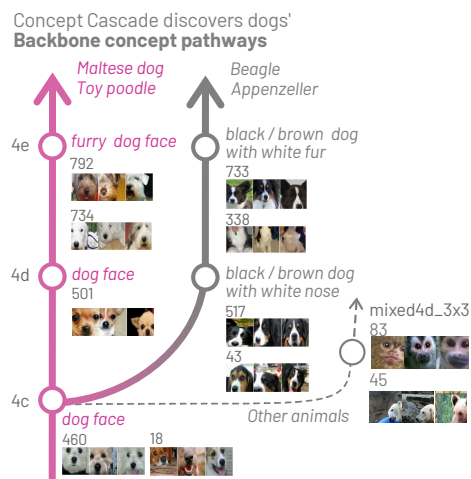 Concept Cascade discovers dogs'
Backbone concept pathways
Maltese dog
Toy poodle
Beagle
Appenzeller
4e
furry dog face
792
734
black / brown dog
with white fur
733
338
4d
dog face
501
black / brown dog
with white nose
517
43
mixed4d_3x3
83
45
4c
Other animals
dog face
460
18